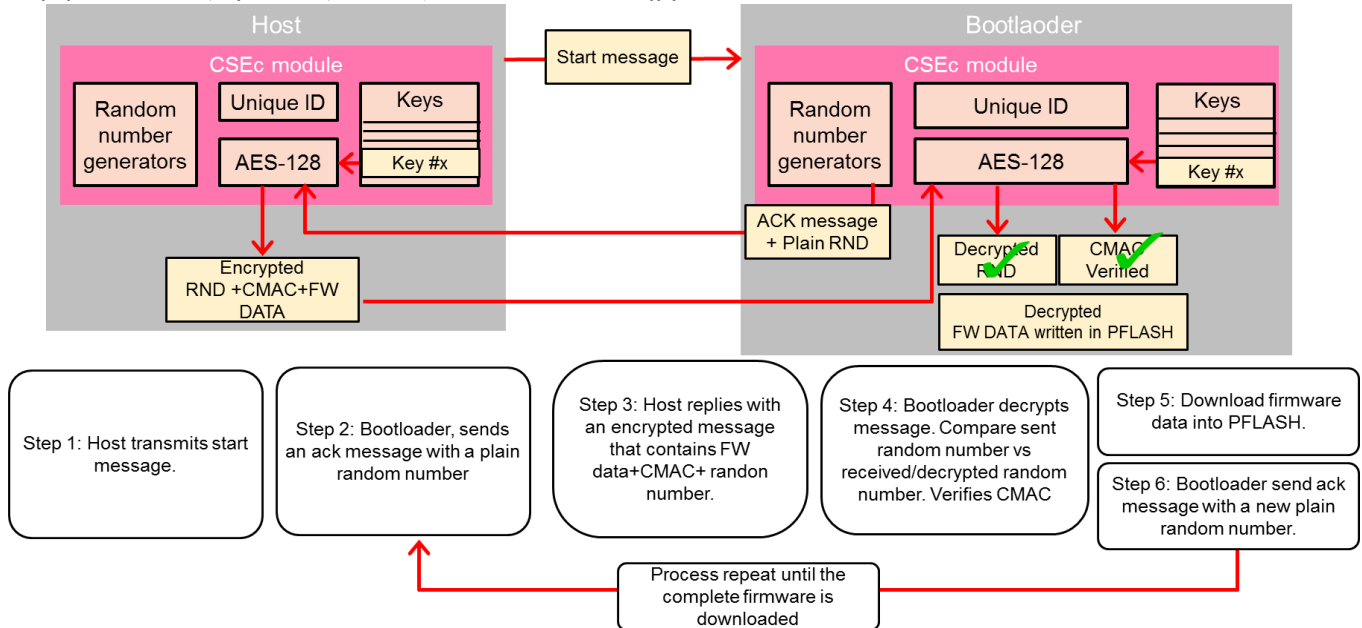 Host
Bootlaoder
CSEc module
Random
number
generators
Unique ID
AES-128
Keys
Key #x
Start message
CSEc module
Random
number
generators
Unique ID
AES-128
Keys
Key #x
ACK message
+ Plain RND
Encrypted
RND +CMAC+FW
DATA
Decrypted
RND
CMAC
Verified
Decrypted
FW DATA written in PFLASH
Step 1: Host transmits start
message.
Step 2: Bootloader, sends
an ack message with a plain
random number
Step 3: Host replies with
an encrypted message
that contains FW
data+CMAC+ randon
number.
Step 4: Bootloader decrypts
message. Compare sent
random number vs
received/decrypted random
number. Verifies CMAC
Step 5: Download firmware
data into PFLASH.
Step 6: Bootloader send ack
message with a new plain
random number.
Process repeat until the
complete firmware is
downloaded